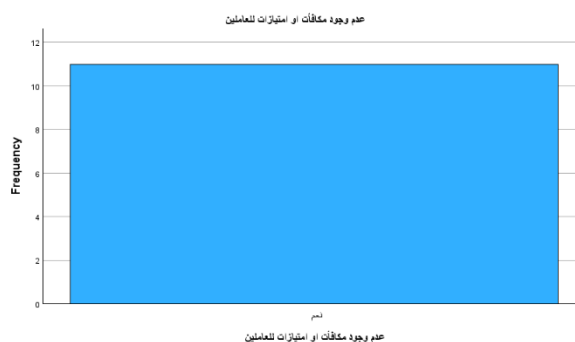 عدم وجود مكافأت او امتيازات للعاملين
12
10
8
6
4
2
0
Frequency
نعم
عدم وجود مكافأت او امتيازات للعاملين